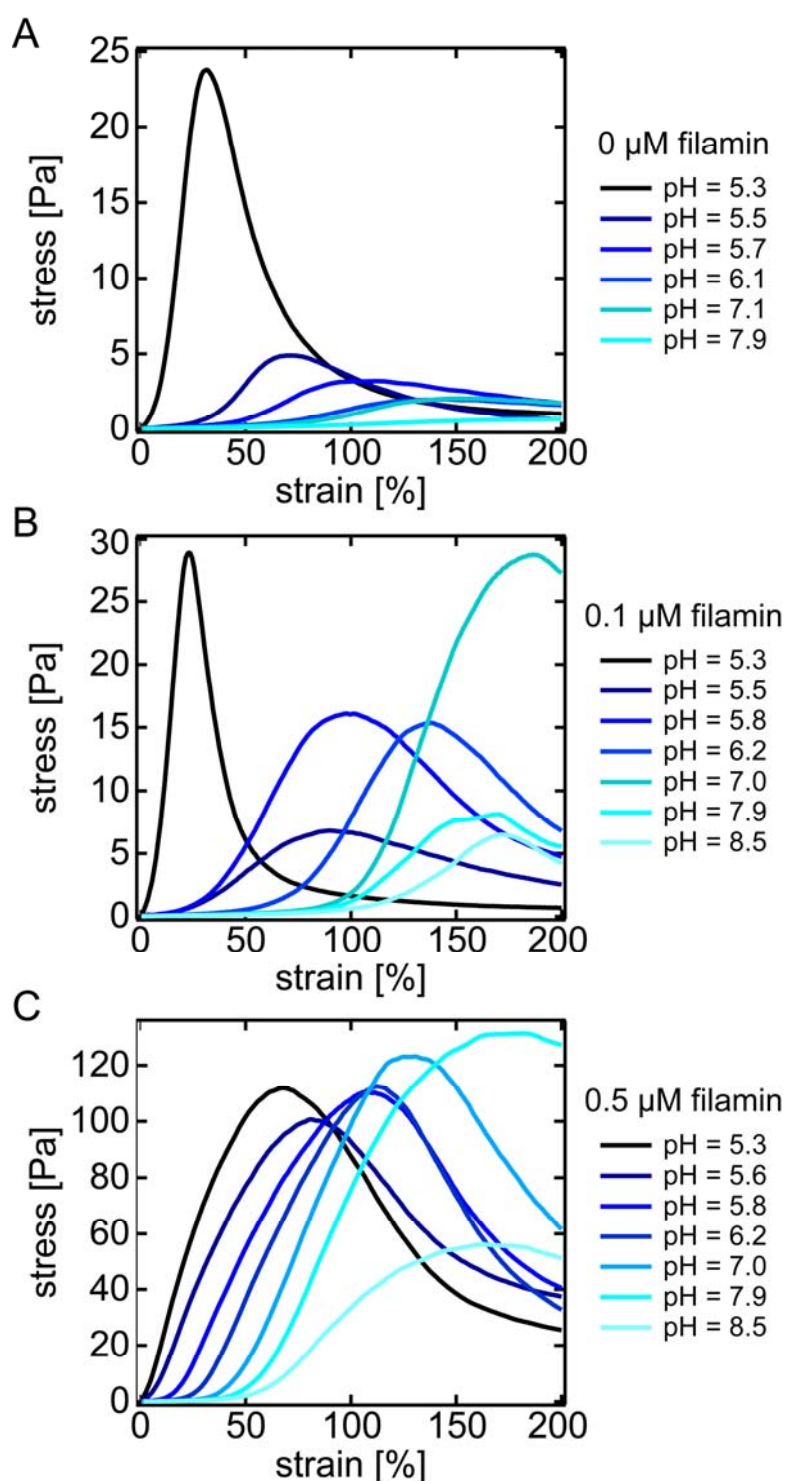 A
25
20
15
10
5
0
stress [Pa]
0 50 100 150 200
strain [%]
0 µM filamin
pH = 5.3
pH = 5.5
pH = 5.7
pH = 6.1
pH = 7.1
pH = 7.9
B
30
25
20
15
10
5
0
stress [Pa]
0 50 100 150 200
strain [%]
0.1 µM filamin
pH = 5.3
pH = 5.5
pH = 5.8
pH = 6.2
pH = 7.0
pH = 7.9
pH = 8.5
C
120
100
80
60
40
20
0
stress [Pa]
0 50 100 150 200
strain [%]
0.5 µM filamin
pH = 5.3
pH = 5.6
pH = 5.8
pH = 6.2
pH = 7.0
pH = 7.9
pH = 8.5